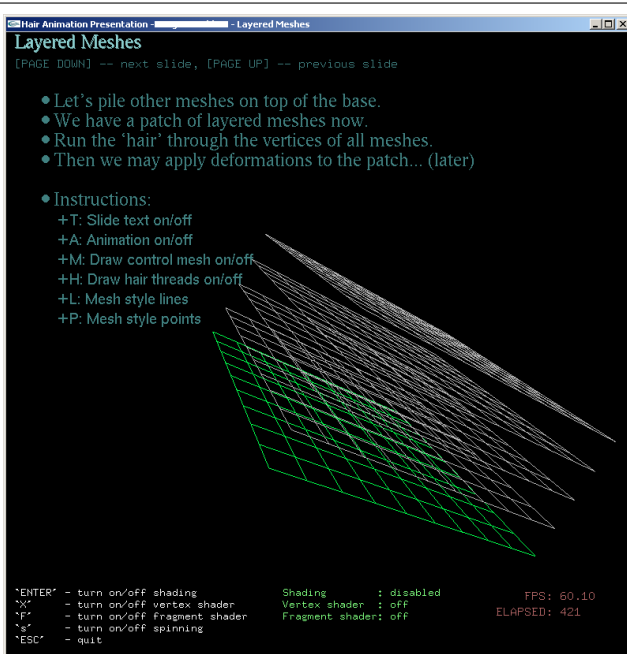 Hair Animation Presentation - - Layered Meshes
Layered Meshes
[PAGE DOWN] -- next slide, [PAGE UP] -- previous slide
Let's pile other meshes on top of the base.
We have a patch of layered meshes now.
Run the ‘hair’ through the vertices of all meshes.
Then we may apply deformations to the patch... (later)
Instructions:
+T: Slide text on/off
+A: Animation on/off
+M: Draw control mesh on/off
+H: Draw hair threads on/off
+L: Mesh style lines
+P: Mesh style points
`ENTER´ - turn on/off shading
`X´ - turn on/off vertex shader
`F´ - turn on/off fragment shader
`s´ - turn on/off spinning
`ESC´ - quit
Shading : disabled
Vertex shader : off
Fragment shader: off
FPS: 60.10
ELAPSED: 421